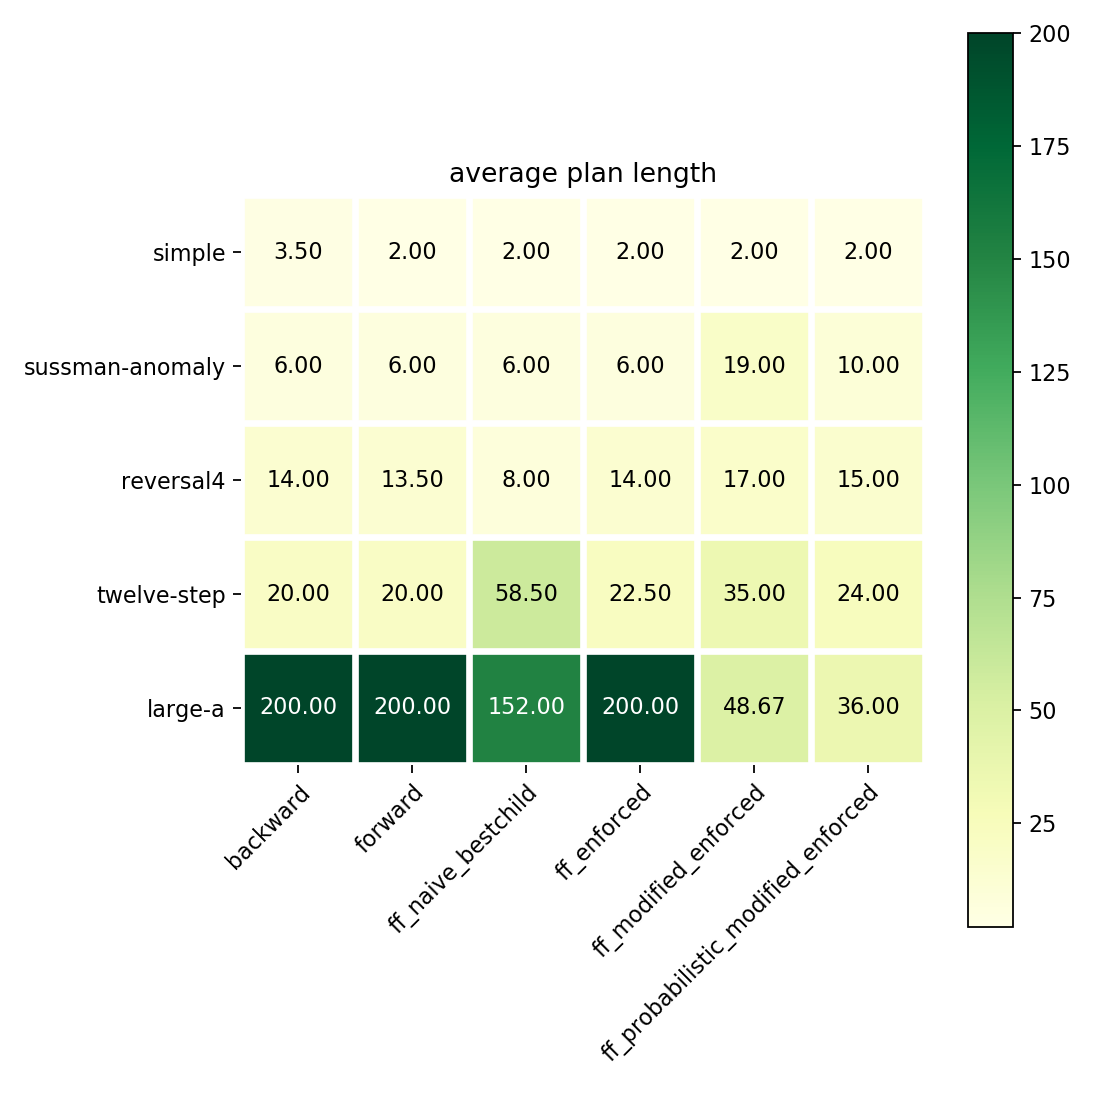 average plan length
simple 3.50 2.00 2.00 2.00 2.00 2.00
sussman-anomaly 6.00 6.00 6.00 6.00 19.00 10.00
reversal4 14.00 13.50 8.00 14.00 17.00 15.00
twelve-step 20.00 20.00 58.50 22.50 35.00 24.00
large-a 200.00 200.00 152.00 200.00 48.67 36.00
backward
forward
ff_naive_bestchild
ff_enforced
ff_modified_enforced
ff_probabilistic_modified_enforced
200
175
150
125
100
75
50
25